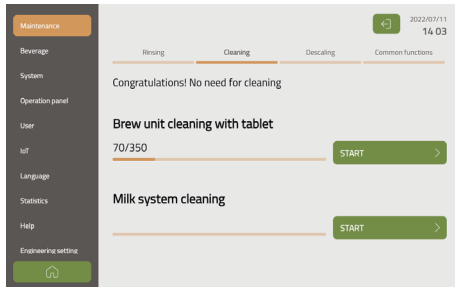 Maintenance
2022/07/11
14 03
Beverage
Rinsing
Cleaning
Descaling
Common functions
System
Congratulations! No need for cleaning
Operation panel
User
Brew unit cleaning with tablet
IoT
70/350
START
Language
Statistics
Milk system cleaning
Help
START
Engineering setting